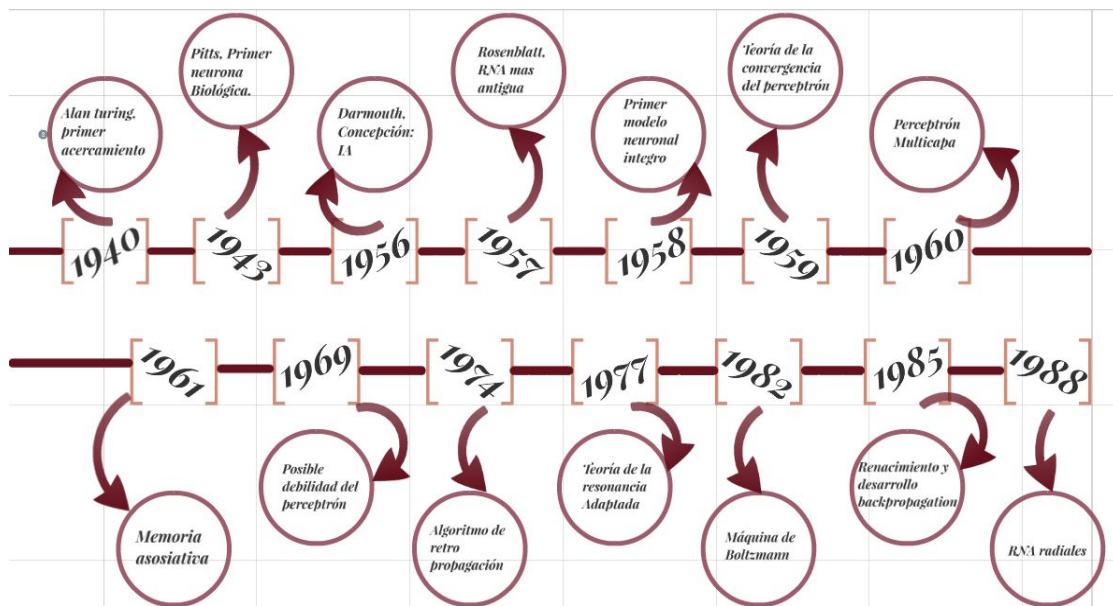 Alan turing,
primer
acercamiento
Pitts, Primer
neurona
Biológica.
Darmouth,
Concepción:
IA
Rosenblatt,
RNA mas
antigua
Primer
modelo
neuronal
integro
Teoría de la
convergencia
del perceptrón
Perceptrón
Multicapa
1940
1943
1956
1957
1958
1959
1960
1961
1969
1974
1977
1982
1985
1988
Memoria
asosiativa
Posible
debilidad del
perceptrón
Algoritmo de
retro
propagación
Teoría de la
resonancia
Adaptada
Máquina de
Boltzmann
Renacimiento y
desarrollo
backpropagation
RNA radiales